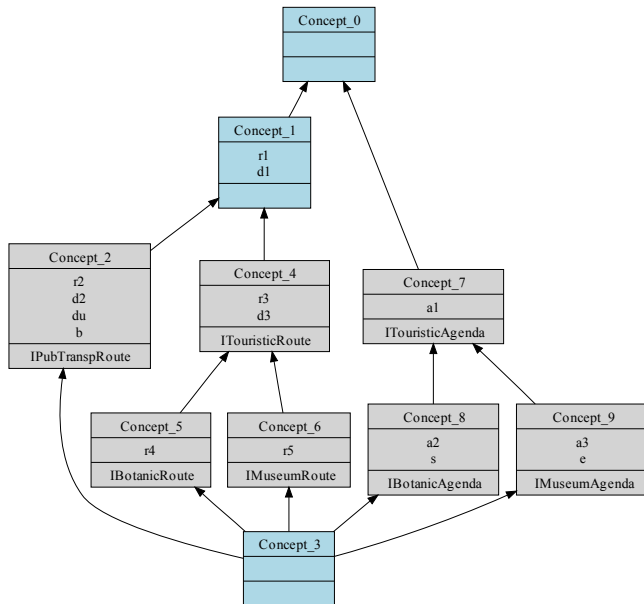 Concept_0
Concept_1
r1
d1
Concept_2
r2
d2
du
b
IPubTranspRoute
Concept_4
r3
d3
ITouristicRoute
Concept_7
a1
ITouristicAgenda
Concept_5
r4
IBotanicRoute
Concept_6
r5
IMuseumRoute
Concept_8
a2
s
IBotanicAgenda
Concept_9
a3
e
IMuseumAgenda
Concept_3